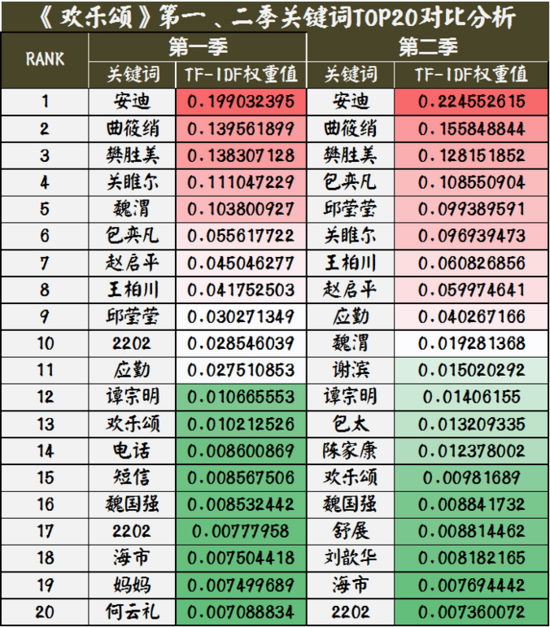 《欢乐颂》第一、二季关键词TOP20对比分析
RANK 第一季 第二季
关键词 TF-IDF权重值 关键词 TF-IDF权重值
1 安迪 0.199032395 安迪 0.224552615
2 曲筱绡 0.139561899 曲筱绡 0.155848844
3 樊胜美 0.138307128 樊胜美 0.128151852
4 关雎尔 0.111047229 包奕凡 0.108550904
5 魏渭 0.103800927 邱莹莹 0.099389591
6 包奕凡 0.055617722 关雎尔 0.096939473
7 赵启平 0.045046277 王柏川 0.060826856
8 王柏川 0.041752503 赵启平 0.059974641
9 邱莹莹 0.030271349 应勤 0.040267166
10 2202 0.028546039 魏渭 0.019281368
11 应勤 0.027510853 谢滨 0.015020292
12 谭宗明 0.010665553 谭宗明 0.01406155
13 欢乐颂 0.010212526 包太 0.013209335
14 电话 0.008600869 陈家康 0.012378002
15 短信 0.008567506 欢乐颂 0.00981689
16 魏国强 0.008532442 魏国强 0.008841732
17 2202 0.00777958 舒展 0.008814462
18 海市 0.007504418 刘歆华 0.008182165
19 妈妈 0.007499689 海市 0.007694442
20 何云礼 0.007088834 2202 0.007360072